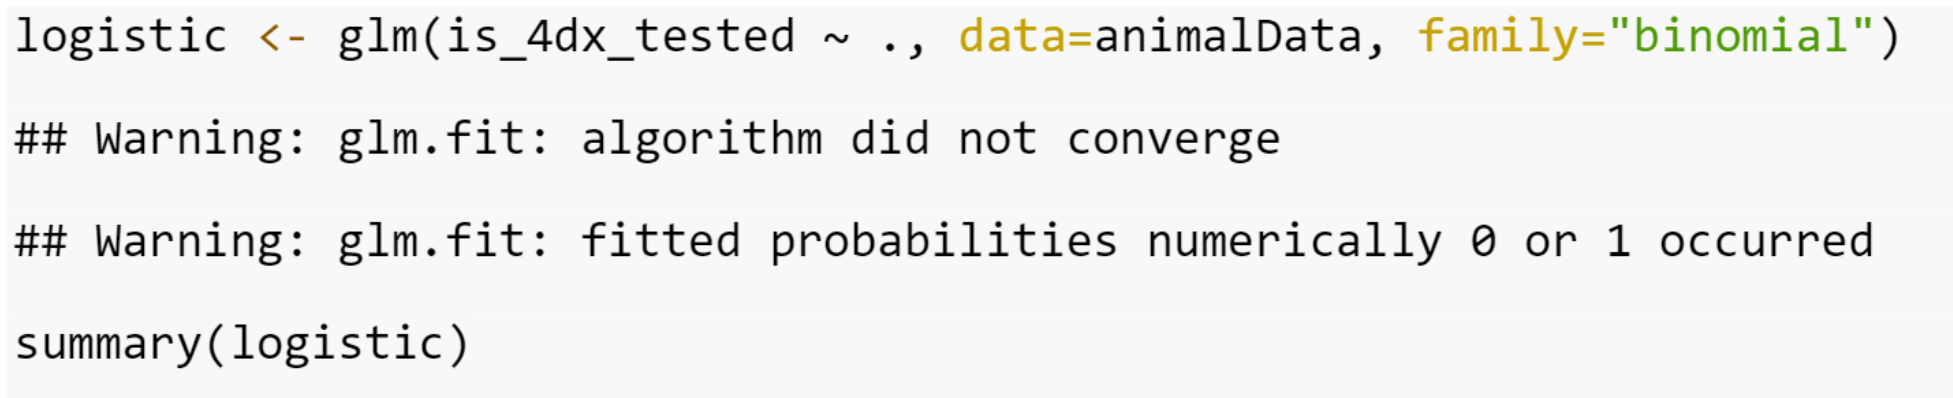 logistic <- glm(is_4dx_tested ~ ., data=animalData, family="binomial")
## Warning: glm.fit: algorithm did not converge
## Warning: glm.fit: fitted probabilities numerically 0 or 1 occurred
summary(logistic)